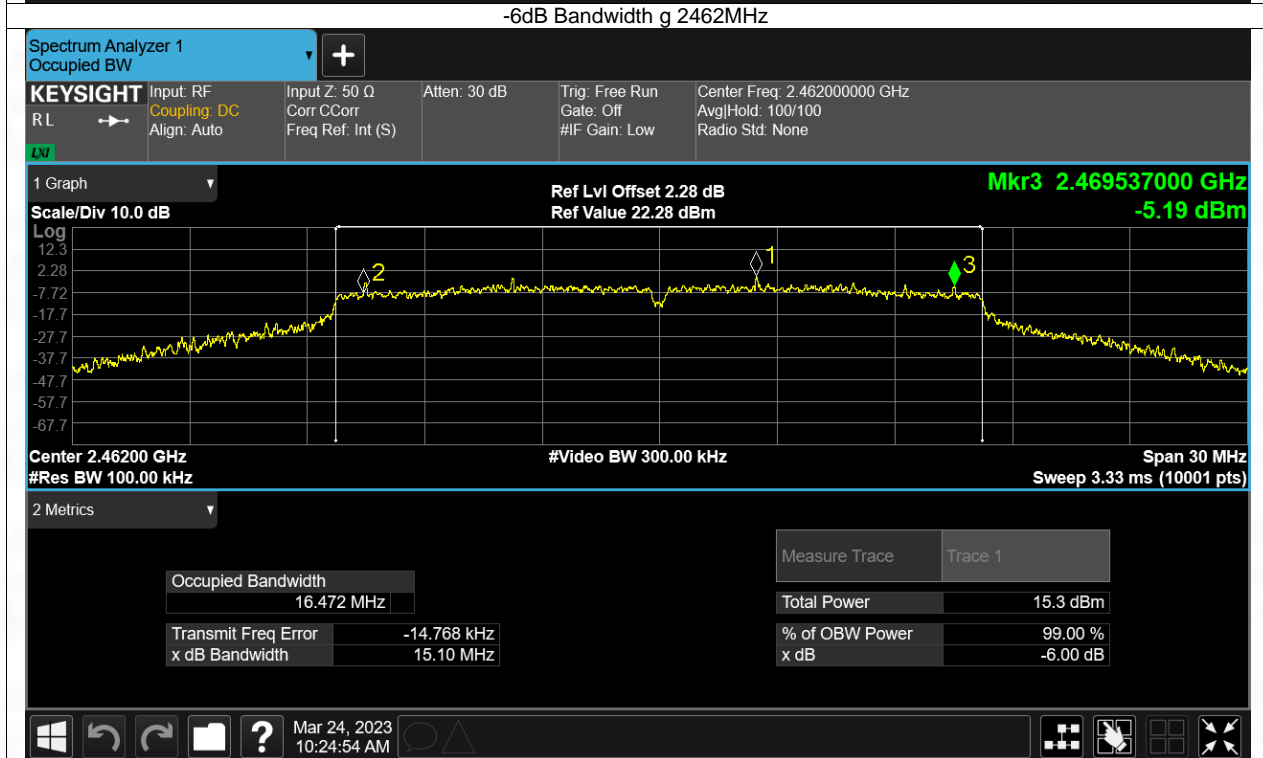 -6dB Bandwidth g 2462MHz
Spectrum Analyzer 1
Occupied BW
+
KEYSIGHT
RL
LXI
Input: RF
Coupling: DC
Align: Auto
Input Z: 50 Ω
Corr CCorr
Freq Ref: Int (S)
Atten: 30 dB
Trig: Free Run
Gate: Off
#IF Gain: Low
Center Freq: 2.462000000 GHz
Avg|Hold: 100/100
Radio Std: None
1 Graph
Scale/Div 10.0 dB
Ref Lvl Offset 2.28 dB
Ref Value 22.28 dBm
Mkr3 2.469537000 GHz
-5.19 dBm
Log
12.3
2.28
-7.72
-17.7
-27.7
-37.7
-47.7
-57.7
-67.7
2
1
3
Center 2.46200 GHz
#Video BW 300.00 kHz
Span 30 MHz
#Res BW 100.00 kHz
Sweep 3.33 ms (10001 pts)
2 Metrics
Measure Trace Trace 1
Occupied Bandwidth
16.472 MHz
Total Power 15.3 dBm
Transmit Freq Error -14.768 kHz
% of OBW Power 99.00 %
x dB Bandwidth 15.10 MHz
x dB -6.00 dB
?
Mar 24, 2023
10:24:54 AM